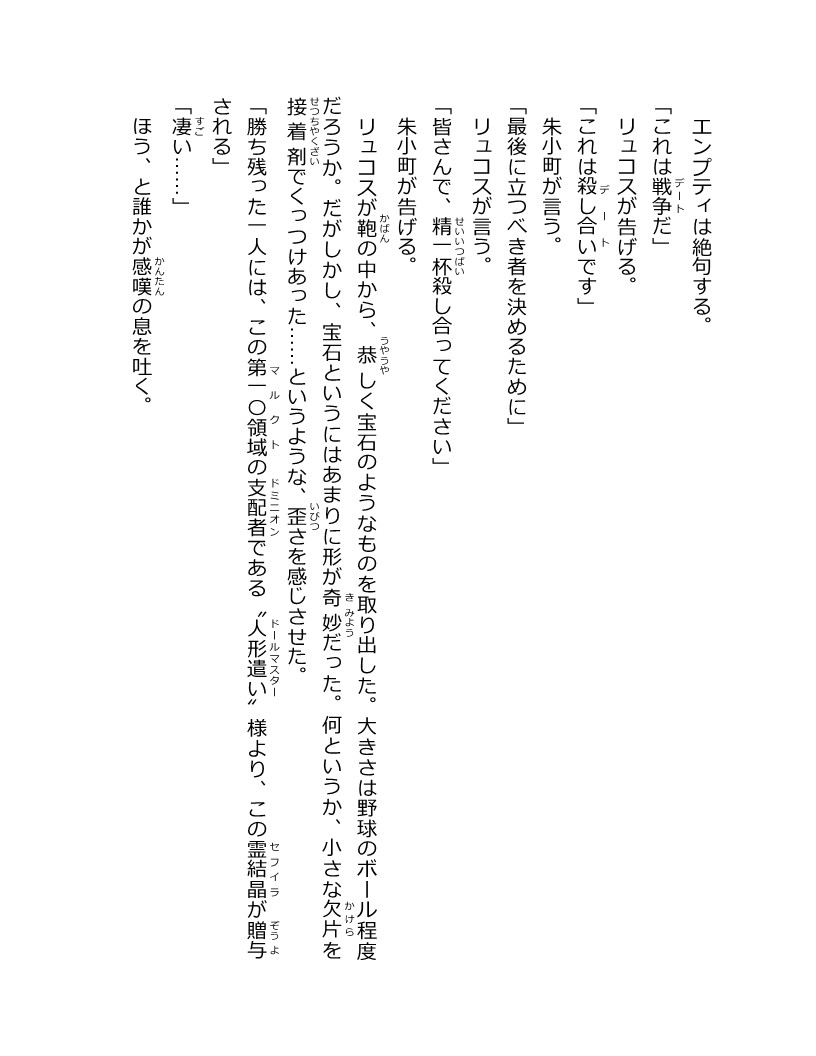 エンプティは絶句する。
「これは戦争だ」
リュコスが告げる。
「これは殺し合いです」
朱小町が言う。
「最後に立つべき者を決めるために」
リュコスが言う。
「皆さんで、精一杯殺し合ってください」
朱小町が告げる。
リュコスが鞄の中から、恭しく宝石のようなものを取り出した。大きさは野球のボール程度
だろうか。だがしかし、宝石というにはあまりに形が奇妙だった。何というか、小さな欠片を
接着剤でくっつけあった……というような、歪さを感じさせた。
「勝ち残った一人には、この第一〇領域の支配者である〝人形遣い〟様より、この霊結晶が贈与
される」
「凄い……」
ほう、と誰かが感嘆の息を吐く。